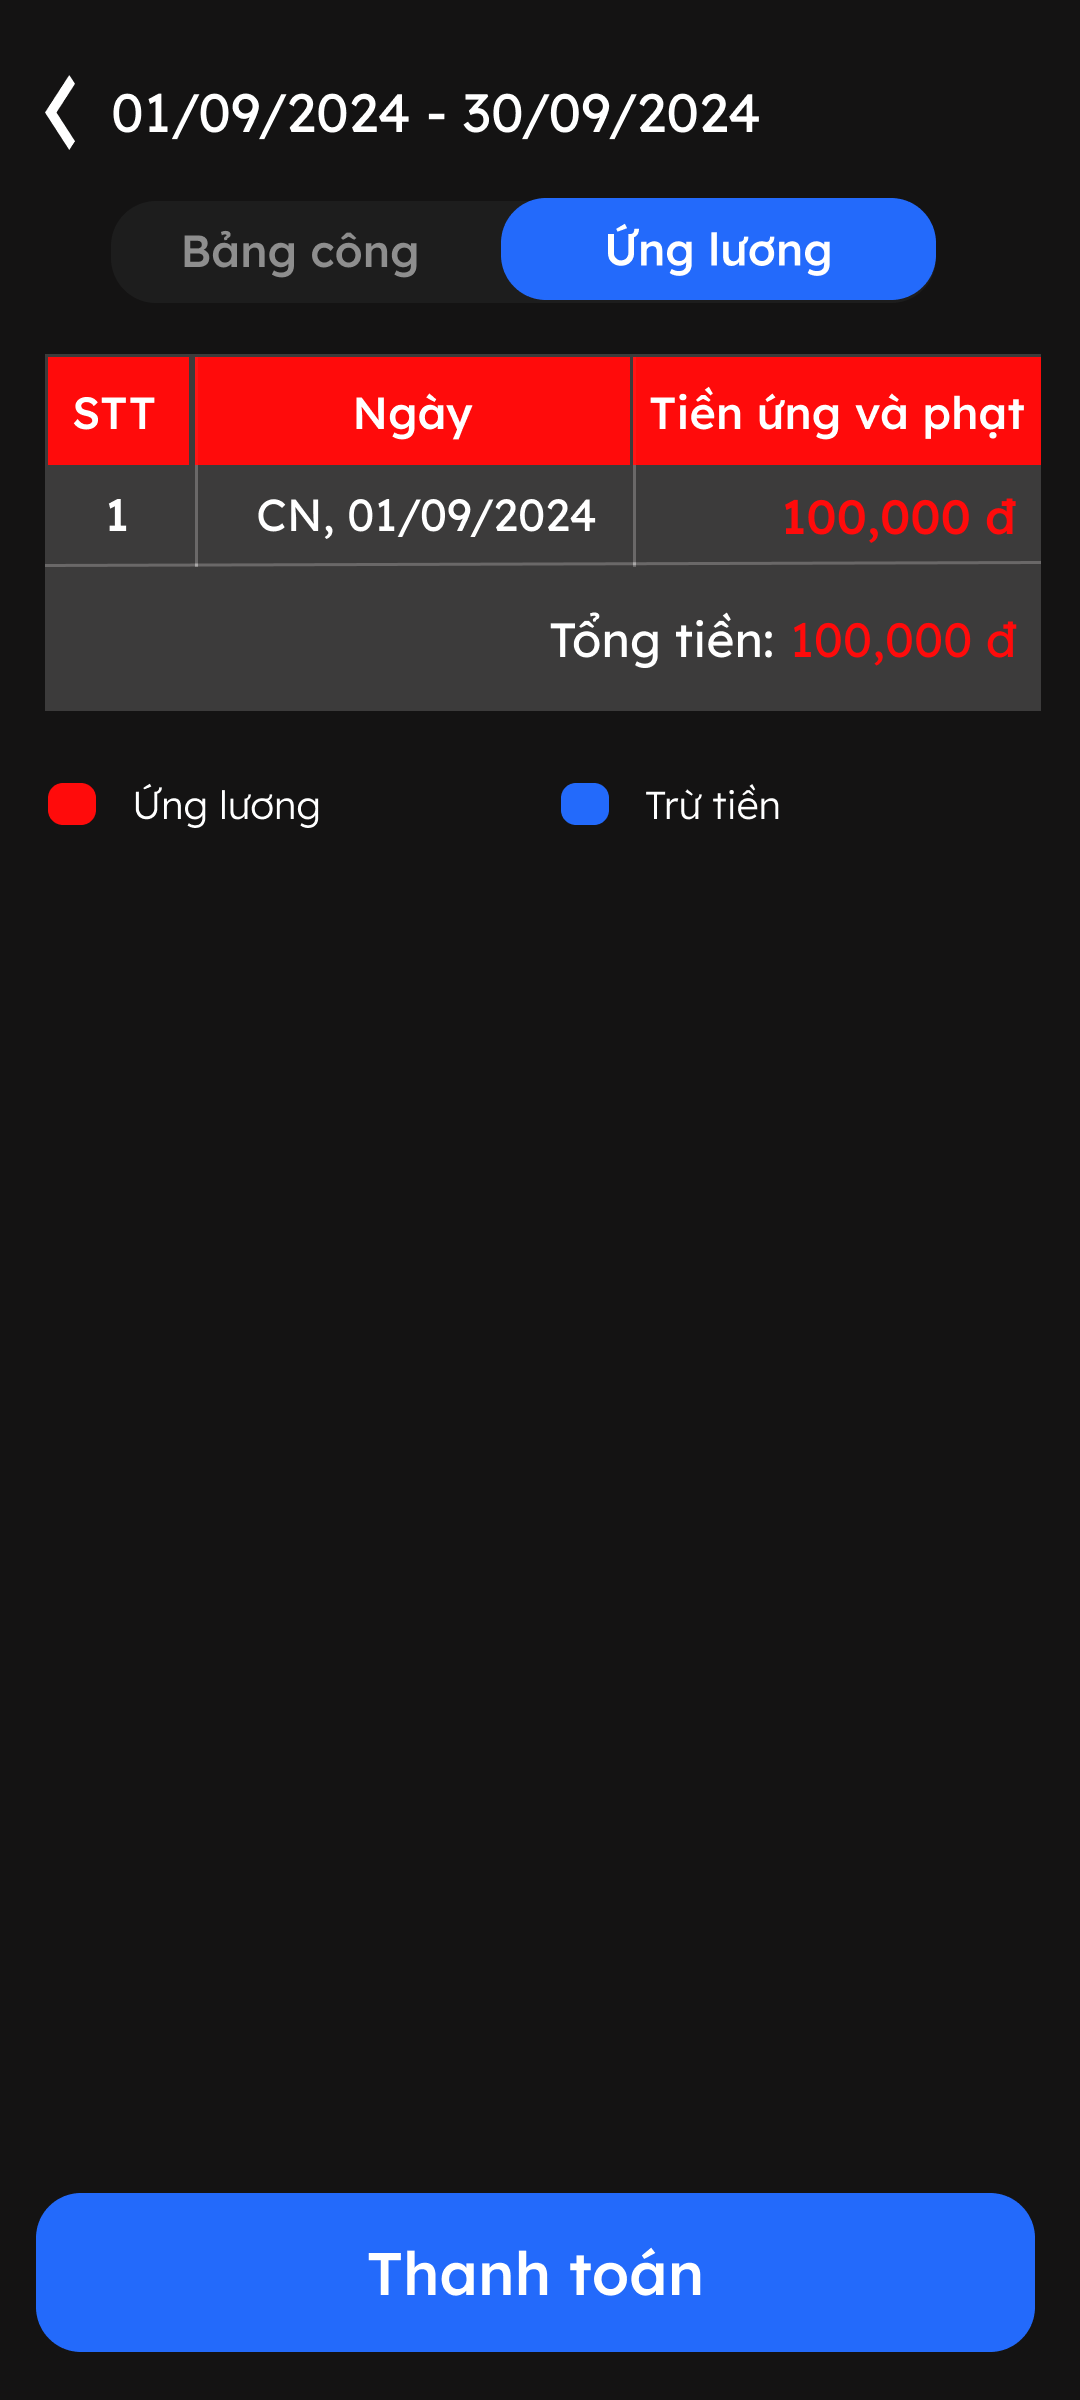 01/09/2024 - 30/09/2024
Bảng công Ứng lương
STT Ngày Tiền ứng và phạt
1 CN, 01/09/2024 100,000 đ
Tổng tiền: 100,000 đ
Ứng lương Trừ tiền
Thanh toán